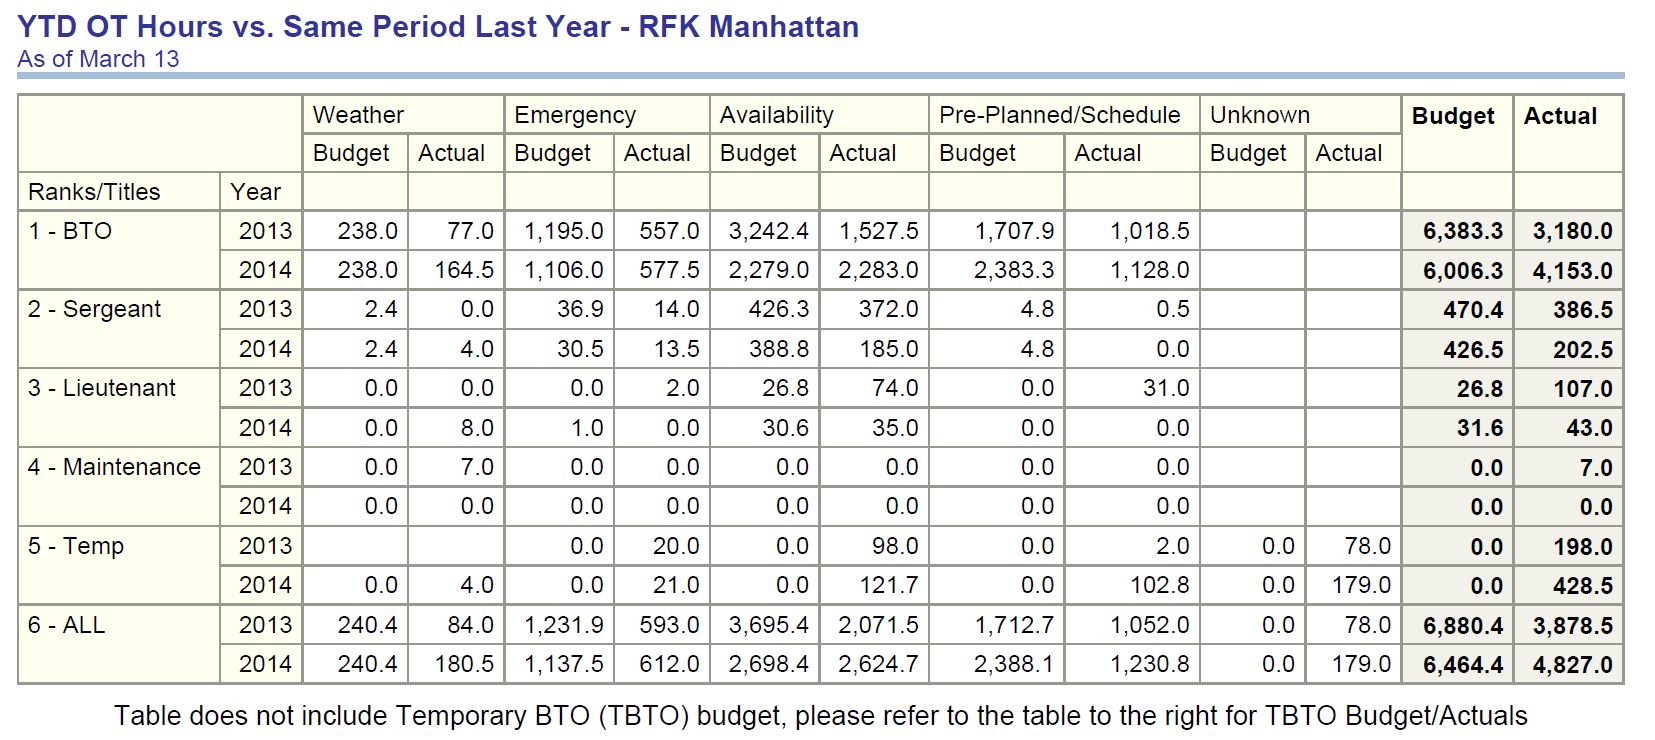 YTD OT Hours vs. Same Period Last Year - RFK Manhattan
As of March 13
Weather Emergency Availability Pre-Planned/Schedule Unknown Budget Actual
Budget Actual Budget Actual Budget Actual Budget Actual Budget Actual
Ranks/Titles Year
1 - BTO 2013 238.0 77.0 1,195.0 557.0 3,242.4 1,527.5 1,707.9 1,018.5 6,383.3 3,180.0
2014 238.0 164.5 1,106.0 577.5 2,279.0 2,283.0 2,383.3 1,128.0 6,006.3 4,153.0
2 - Sergeant 2013 2.4 0.0 36.9 14.0 426.3 372.0 4.8 0.5 470.4 386.5
2014 2.4 4.0 30.5 13.5 388.8 185.0 4.8 0.0 426.5 202.5
3 - Lieutenant 2013 0.0 0.0 0.0 2.0 26.8 74.0 0.0 31.0 26.8 107.0
2014 0.0 8.0 1.0 0.0 30.6 35.0 0.0 0.0 31.6 43.0
4 - Maintenance 2013 0.0 7.0 0.0 0.0 0.0 0.0 0.0 0.0 0.0 7.0
2014 0.0 0.0 0.0 0.0 0.0 0.0 0.0 0.0 0.0 0.0
5 - Temp 2013 0.0 20.0 0.0 98.0 0.0 2.0 0.0 78.0 0.0 198.0
2014 0.0 4.0 0.0 21.0 0.0 121.7 0.0 102.8 0.0 179.0 0.0 428.5
6 - ALL 2013 240.4 84.0 1,231.9 593.0 3,695.4 2,071.5 1,712.7 1,052.0 0.0 78.0 6,880.4 3,878.5
2014 240.4 180.5 1,137.5 612.0 2,698.4 2,624.7 2,388.1 1,230.8 0.0 179.0 6,464.4 4,827.0
Table does not include Temporary BTO (TBTO) budget, please refer to the table to the right for TBTO Budget/Actuals